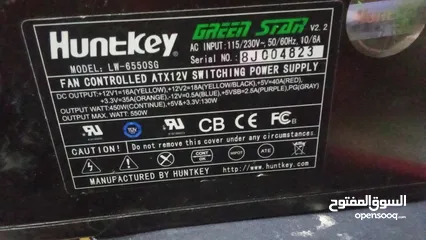 Huntkey GREEN STAR V2.2
MODEL: LW-6550SG
AC INPUT:115/230V~,50/60Hz,10/6A
Serial NO.: 8JC04823
FAN CONTROLLED ATX12V SWITCHING POWER SUPPLY
DC OUTPUT:+12V1=16A(YELLOW/BLACK),+12V2=18A(YELLOW/BLACK),+5V=40A(RED)
+3.3V=35A(ORANGE),-12V=0.5A(BLUE),+5VSB=2.5A(PURPLE),PG(GRAY)
OUTPUT WATT:450W(CONTINUE),+5V&+3.3V:130W
OUTPUT MAX. WATT: 550W
CB CE FC
Do not remove this cover under any circumstances.
MANUFACTURED BY HUNTKEY
http://www.huntkey.com
السوق المفتوح
opensooq.com